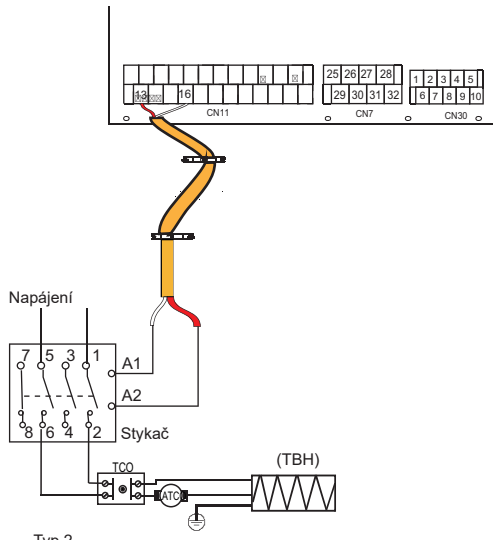 25 26 27 28
1 2 3 4 5
13 16
29 30 31 32
6 7 8 9 10
CN11
CN7
CN30
Napájení
7 5 3 1
A1
A2
8 6 4 2
Stykač
TCO
(TBH)
ATC
Typ 2